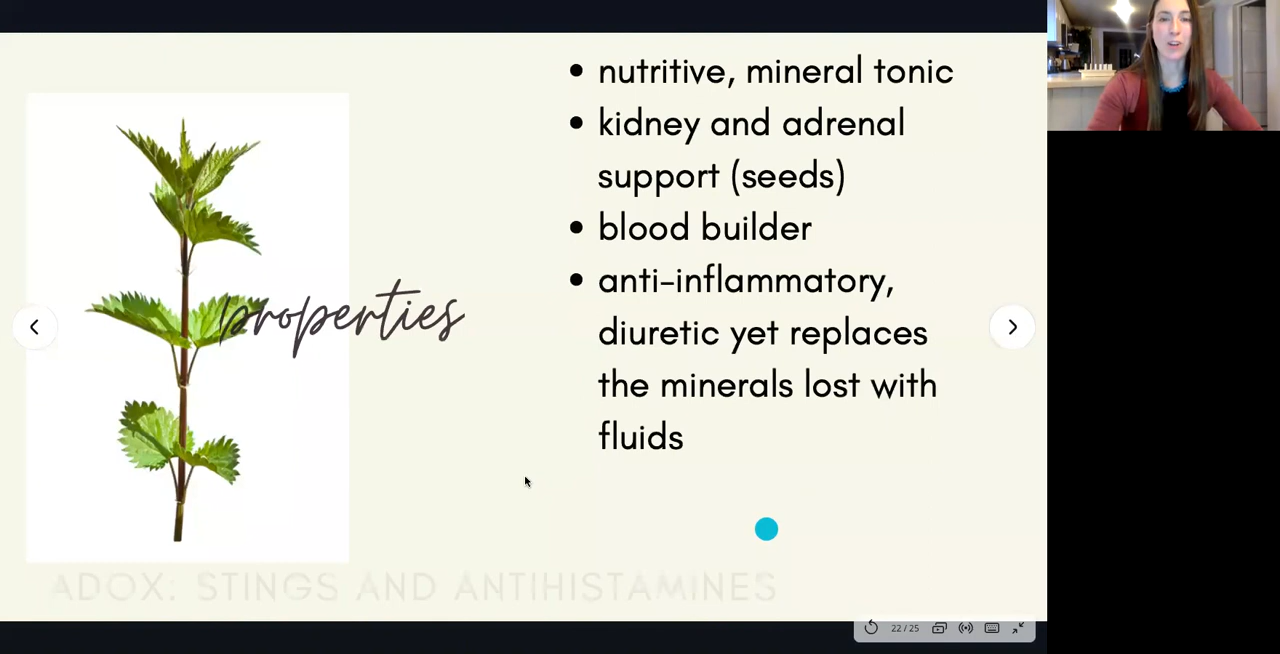 nutritive, mineral tonic
kidney and adrenal
support (seeds)
blood builder
anti-inflammatory,
diuretic yet replaces
the minerals lost with
fluids
properties
ADOX: STINGS AND ANTIHISTAMINES
22 / 25